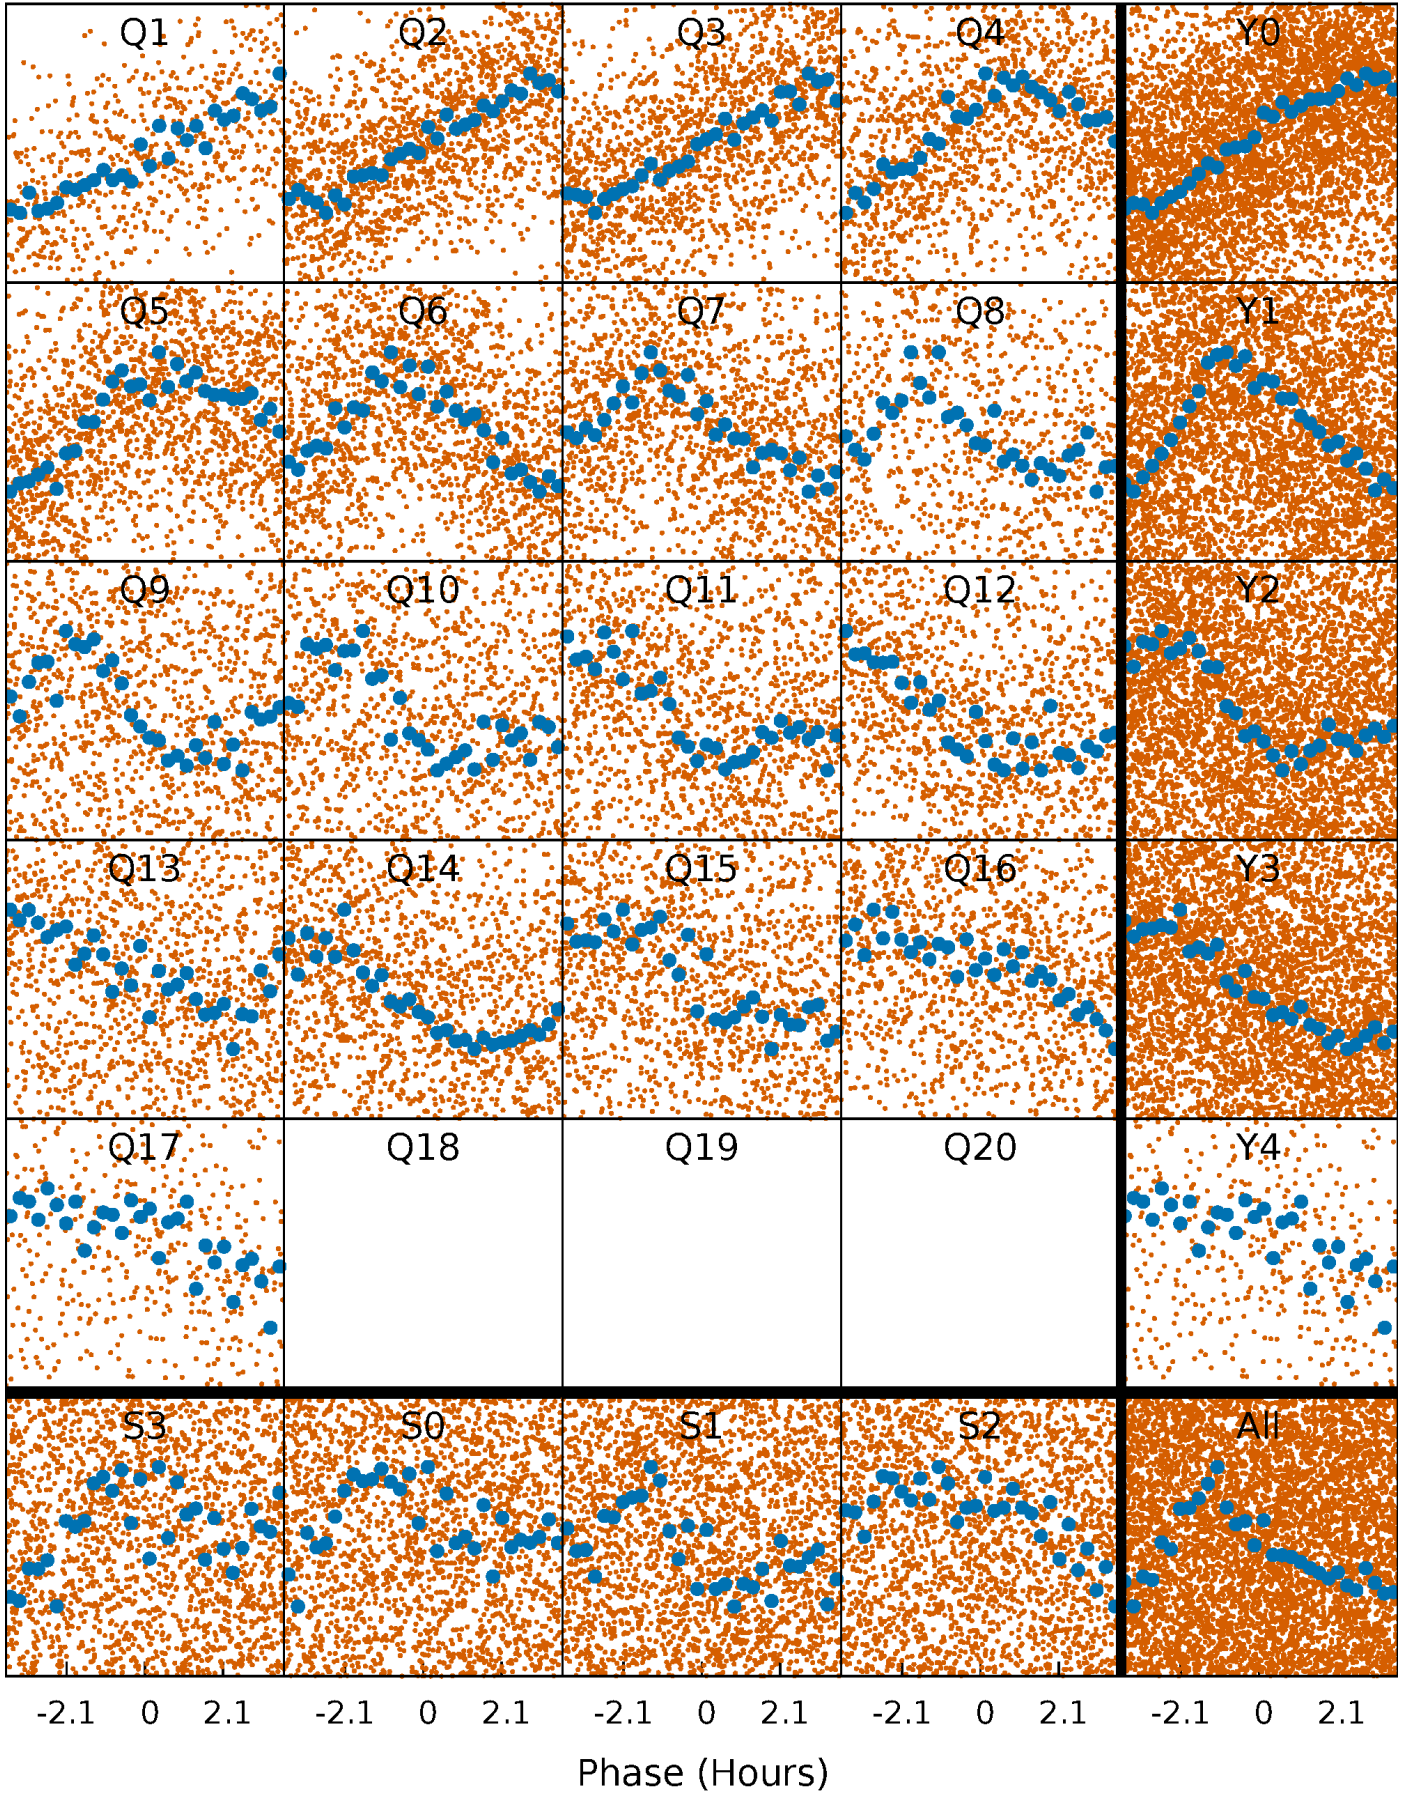 Q1 Q2 Q3 Q4 Y0
Q5 Q6 Q7 Q8 Y1
Q9 Q10 Q11 Q12 Y2
Q13 Q14 Q15 Q16 Y3
Q17 Q18 Q19 Q20 Y4
S3 S0 S1 S2 All
-2.1 0 2.1 -2.1 0 2.1 -2.1 0 2.1 -2.1 0 2.1 -2.1 0 2.1
Phase (Hours)